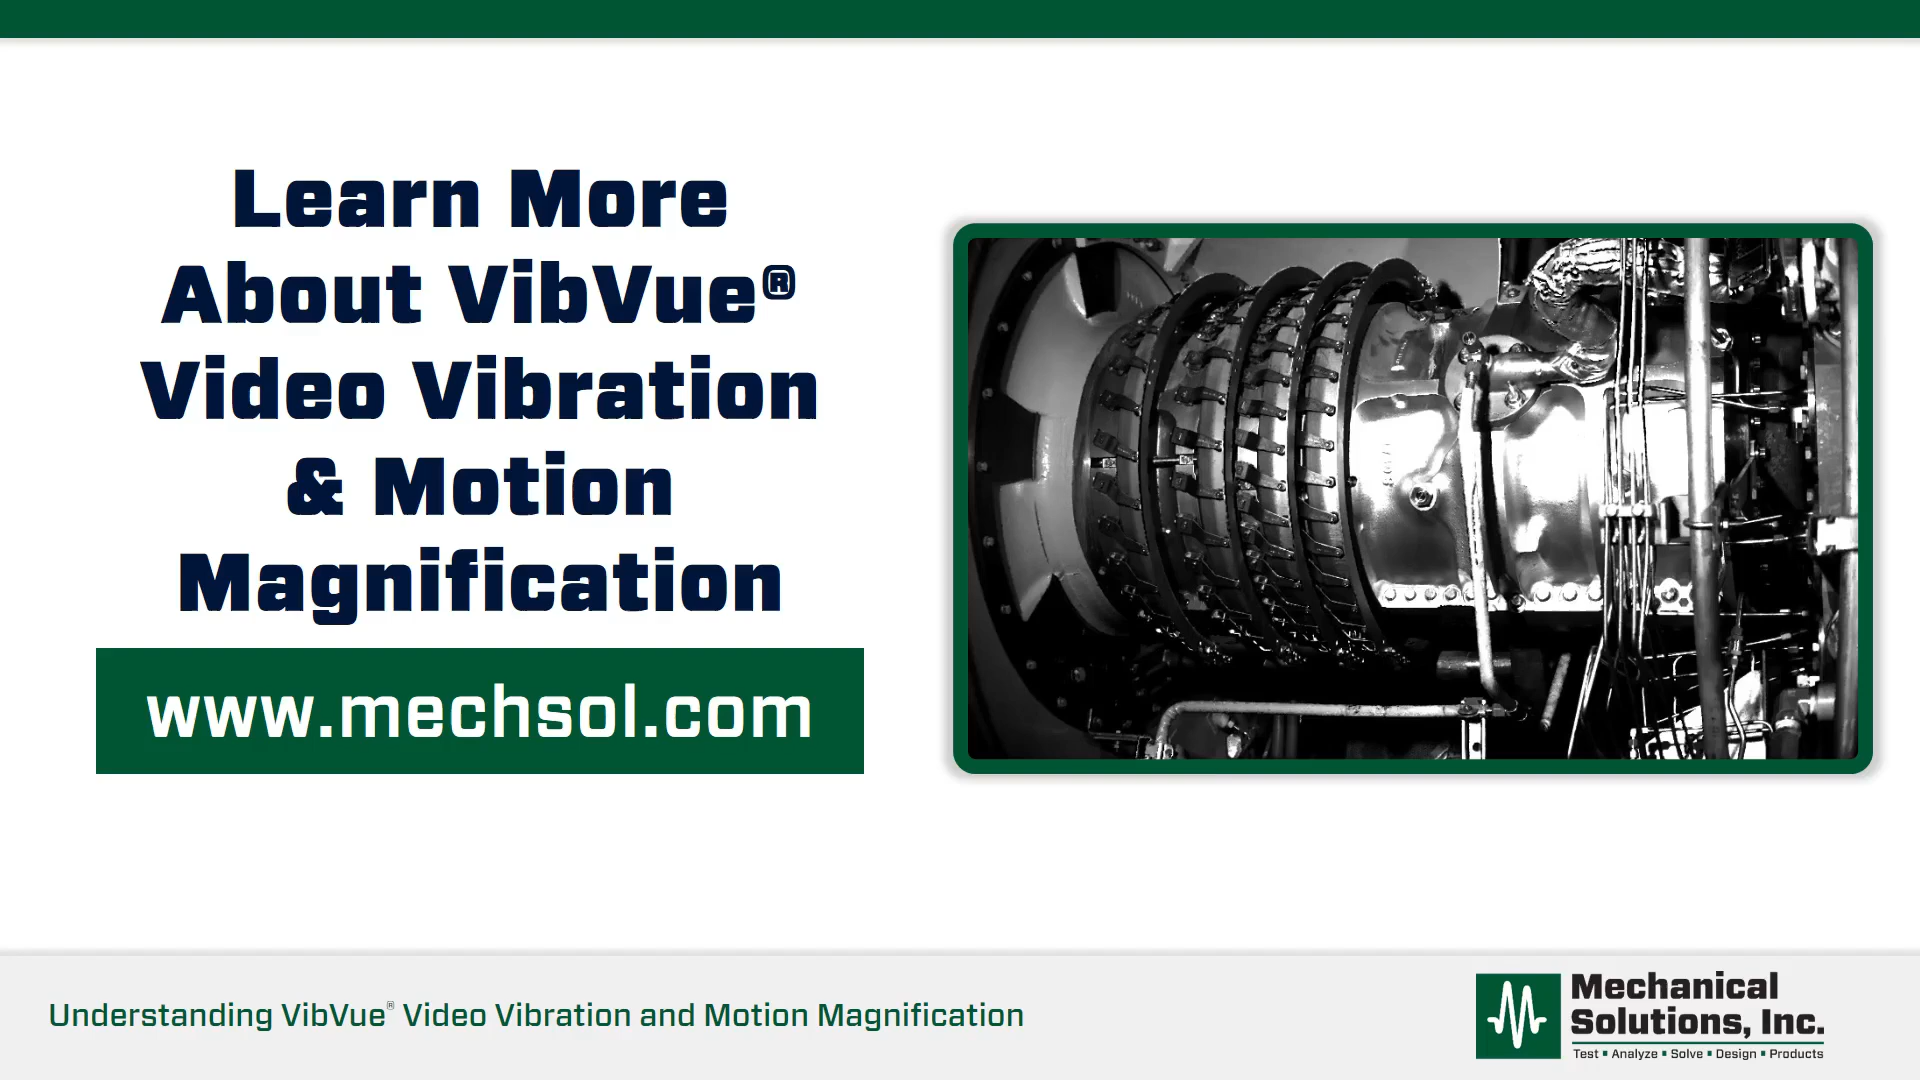 Learn More
About VibVue®
Video Vibration
& Motion
Magnification
www.mechsol.com
Understanding VibVue® Video Vibration and Motion Magnification
Mechanical
Solutions, Inc.
Test ▪ Analyze ▪ Solve ▪ Design ▪ Products